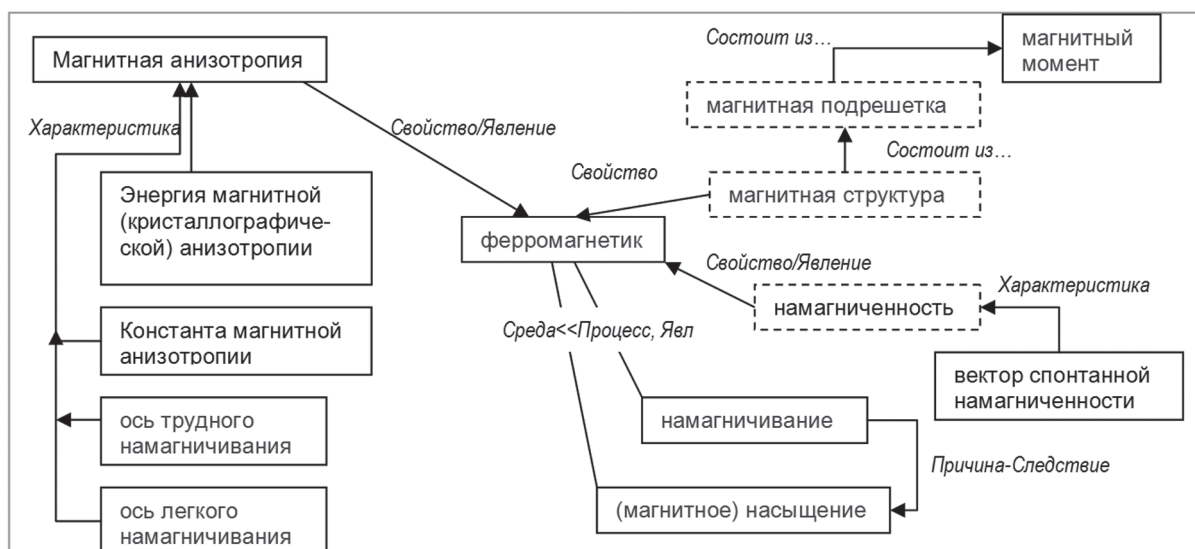 Магнитная анизотропия
Состоит из…
магнитный
момент
магнитная подрешетка
Характеристика
Свойство/Явление
Состоит из…
Энергия магнитной
(кристаллографиче-
ской) анизотропии
Свойство
магнитная структура
ферромагнетик
Свойство/Явление
Характеристика
намагниченность
Константа магнитной
анизотропии
Среда<<Процесс, Явл
вектор спонтанной
намагниченности
ось трудного
намагничивания
намагничивание
Причина-Следствие
ось легкого
намагничивания
(магнитное) насыщение